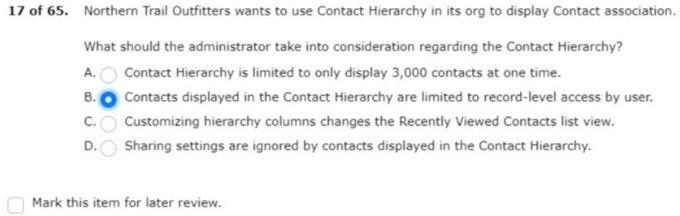 17 of 65. Northern Trail Outfitters wants to use Contact Hierarchy in its org to display Contact association.
What should the administrator take into consideration regarding the Contact Hierarchy?
A. Contact Hierarchy is limited to only display 3,000 contacts at one time.
B. Contacts displayed in the Contact Hierarchy are limited to record-level access by user.
C. Customizing hierarchy columns changes the Recently Viewed Contacts list view.
D. Sharing settings are ignored by contacts displayed in the Contact Hierarchy.
Mark this item for later review.